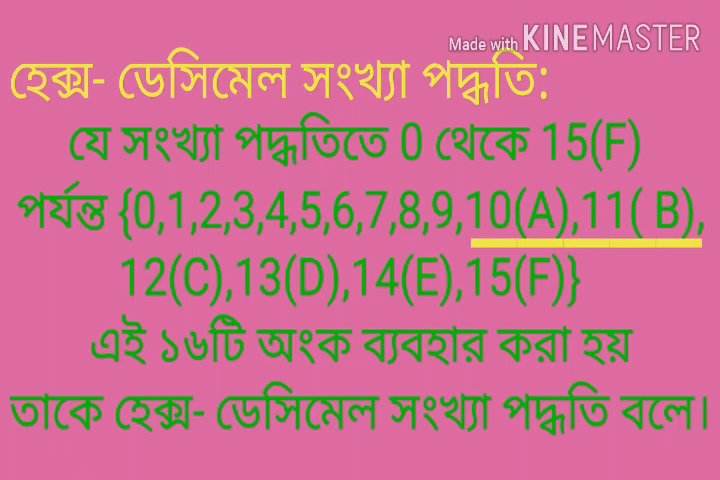 Made with KINEMASTER
হেক্স- ডেসিমেল সংখ্যা পদ্ধতি:
যে সংখ্যা পদ্ধতিতে 0 থেকে 15(F)
পর্যন্ত {0,1,2,3,4,5,6,7,8,9,10(A),11( B),
12(C),13(D),14(E),15(F)}
এই ১৬টি অংক ব্যবহার করা হয়
তাকে হেক্স- ডেসিমেল সংখ্যা পদ্ধতি বলে।